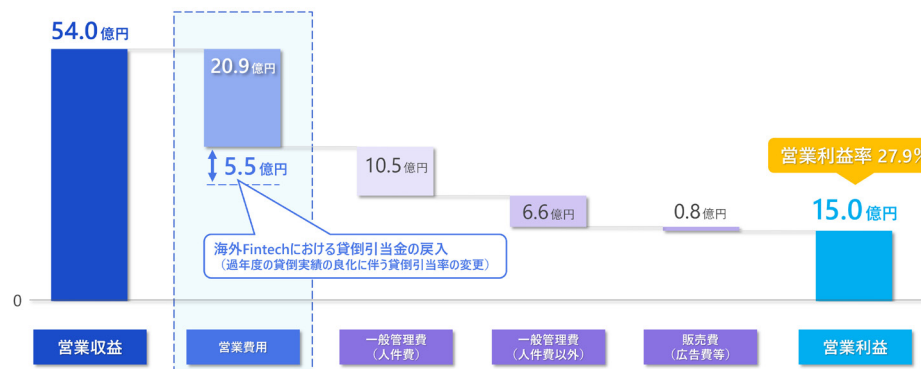 54.0億円
20.9億円
5.5億円
10.5億円
6.6億円
0.8億円
営業利益率 27.9%
15.0億円
海外Fintechにおける貸倒引当金の戻入
（過年度の貸倒実績の良化に伴う貸倒引当率の変更）
0
営業収益
営業費用
一般管理費
（人件費）
一般管理費
（人件費以外）
販売費
（広告費等）
営業利益